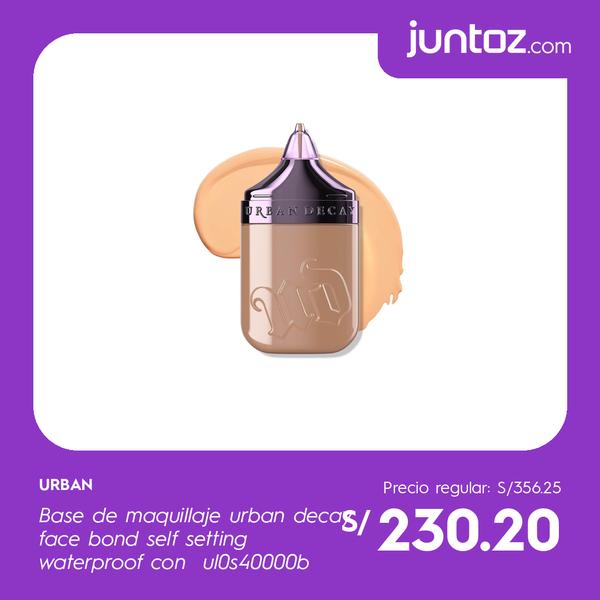 juntoz.com
URBAN DECAY
UD
URBAN
Precio regular: S/356.25
Base de maquillaje urban decay
S/ 230.20
face bond self setting
waterproof con ul0s40000b